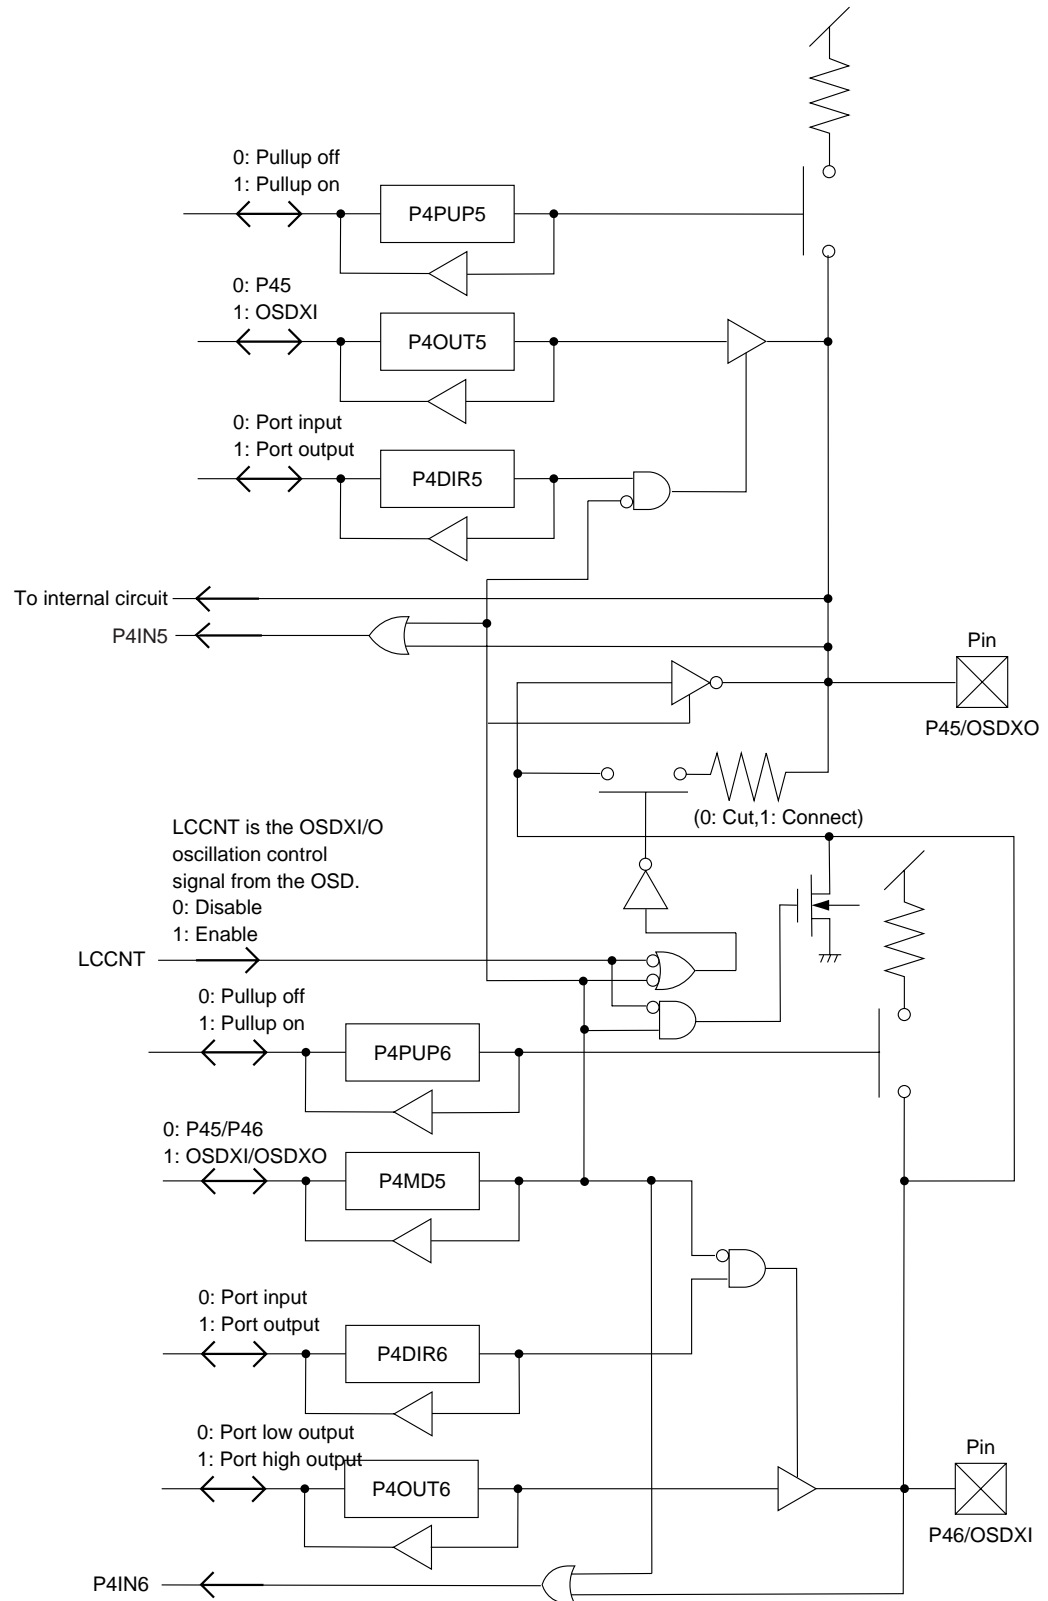 0: Pullup off
1: Pullup on
P4PUP5
0: P45
1: OSDXI
P4OUT5
0: Port input
1: Port output
P4DIR5
To internal circuit
P4IN5
Pin
P45/OSDXO
(0: Cut,1: Connect)
LCCNT is the OSDXI/O
oscillation control
signal from the OSD.
0: Disable
1: Enable
LCCNT
0: Pullup off
1: Pullup on
P4PUP6
0: P45/P46
1: OSDXI/OSDXO
P4MD5
0: Port input
1: Port output
P4DIR6
0: Port low output
1: Port high output
P4OUT6
Pin
P46/OSDXI
P4IN6